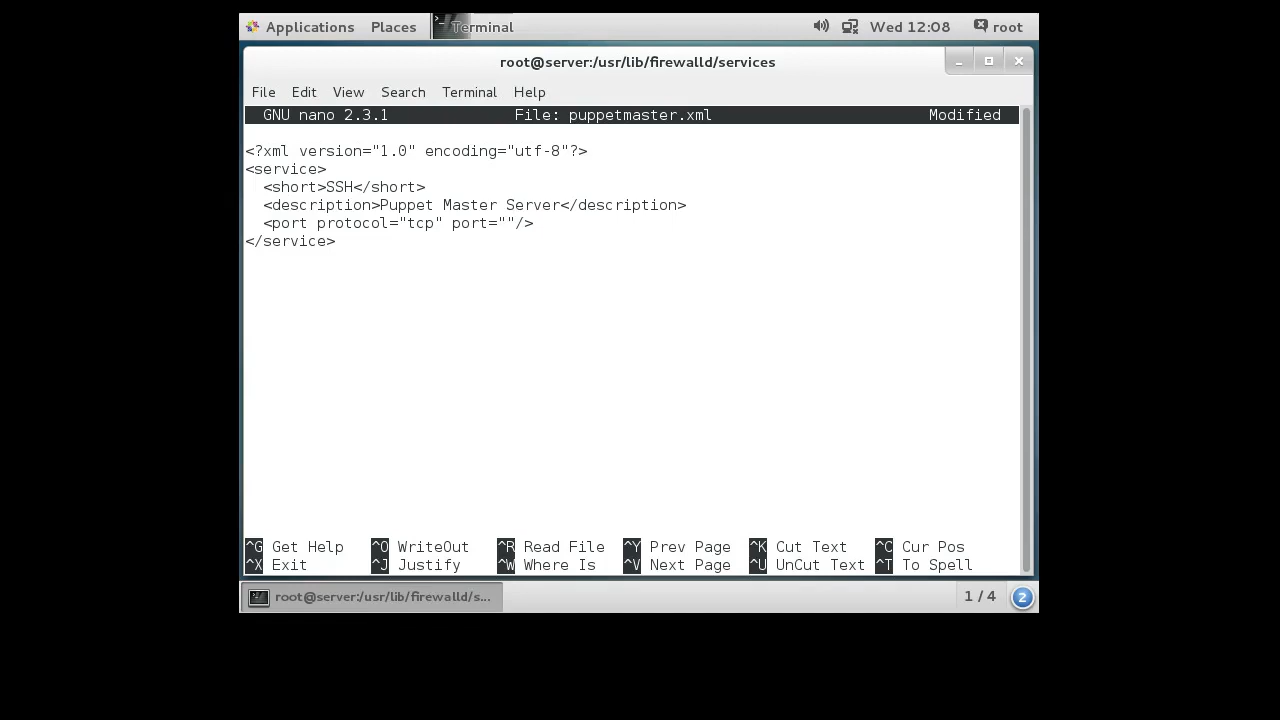 Applications Places Terminal Wed 12:08 root
root@server:/usr/lib/firewalld/services
File Edit View Search Terminal Help
GNU nano 2.3.1 File: puppetmaster.xml Modified
<?xml version="1.0" encoding="utf-8"?>
<service>
  <short>SSH</short>
  <description>Puppet Master Server</description>
  <port protocol="tcp" port=""/>
</service>
^G Get Help ^O WriteOut ^R Read File ^Y Prev Page ^K Cut Text ^C Cur Pos
^X Exit ^J Justify ^W Where Is ^V Next Page ^U UnCut Text ^T To Spell
root@server:/usr/lib/firewalld/s... 1 / 4 2